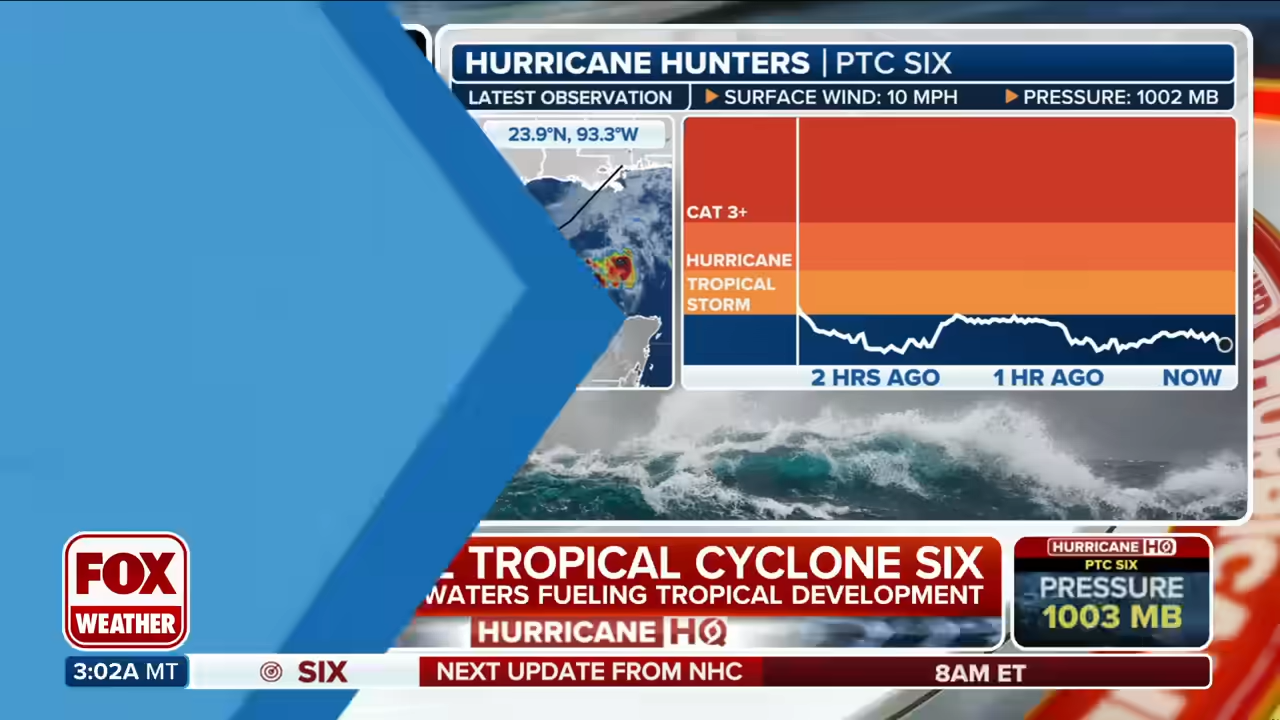 HURRICANE HUNTERS | PTC SIX
LATEST OBSERVATION
SURFACE WIND: 10 MPH
PRESSURE: 1002 MB
23.9°N, 93.3°W
CAT 3+
HURRICANE
TROPICAL
STORM
2 HRS AGO
1 HR AGO
NOW
TROPICAL CYCLONE SIX
WATERS FUELING TROPICAL DEVELOPMENT
HURRICANE HQ
HURRICANE HQ
PTC SIX
PRESSURE
1003 MB
FOX
WEATHER
3:02A MT
SIX
NEXT UPDATE FROM NHC
8AM ET